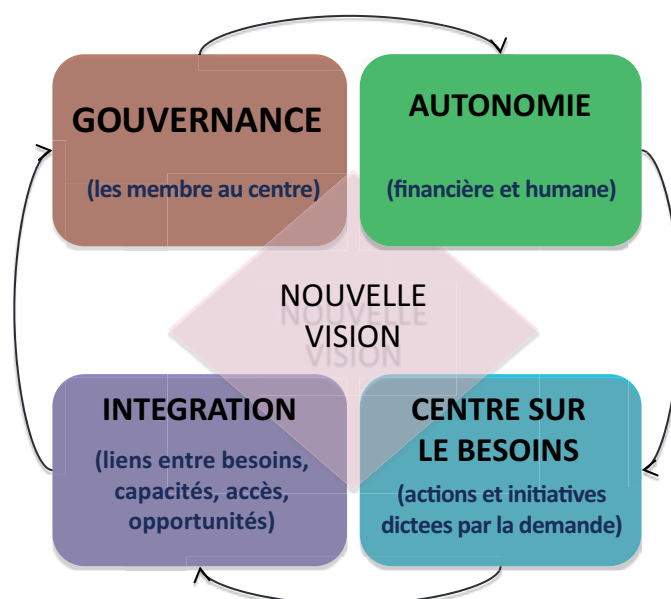 GOUVERNANCE
(les membre au centre)
AUTONOMIE
(financière et humane)
NOUVELLE
VISION
INTEGRATION
(liens entre besoins,
capacités, accès,
opportunités)
CENTRE SUR
LE BESOINS
(actions et initiatives
dictees par la demande)